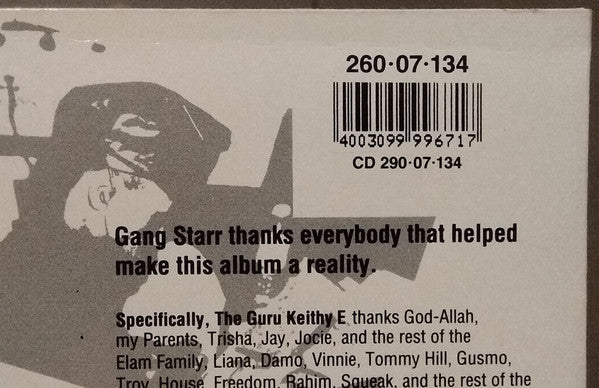 260·07·134
4003099 996717
CD 290·07·134
Gang Starr thanks everybody that helped
make this album a reality.
Specifically, The Guru Keithy E thanks God-Allah,
my Parents, Trisha, Jay, Jocie, and the rest of the
Elam Family, Liana, Damo, Vinnie, Tommy Hill, Gusmo,
Troy, House, Freedom, Rahim, Squeak, and the rest of the